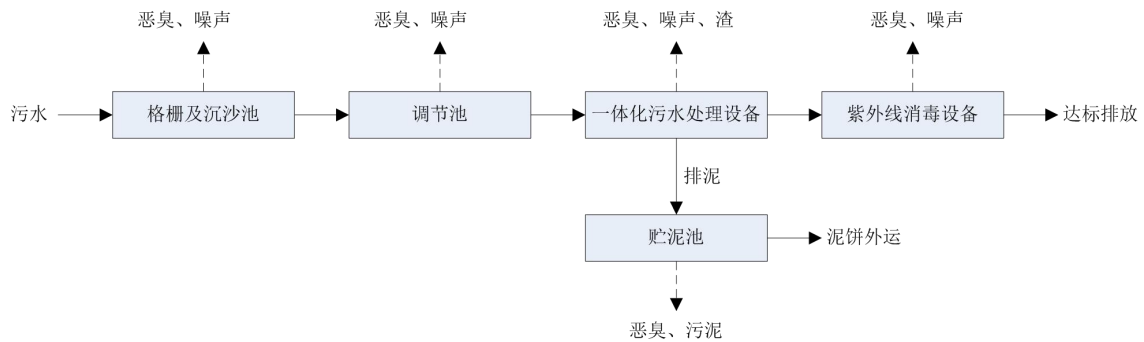 恶臭、噪声
恶臭、噪声
恶臭、噪声、渣
恶臭、噪声
污水
格栅及沉沙池
调节池
一体化污水处理设备
紫外线消毒设备
达标排放
排泥
贮泥池
泥饼外运
恶臭、污泥